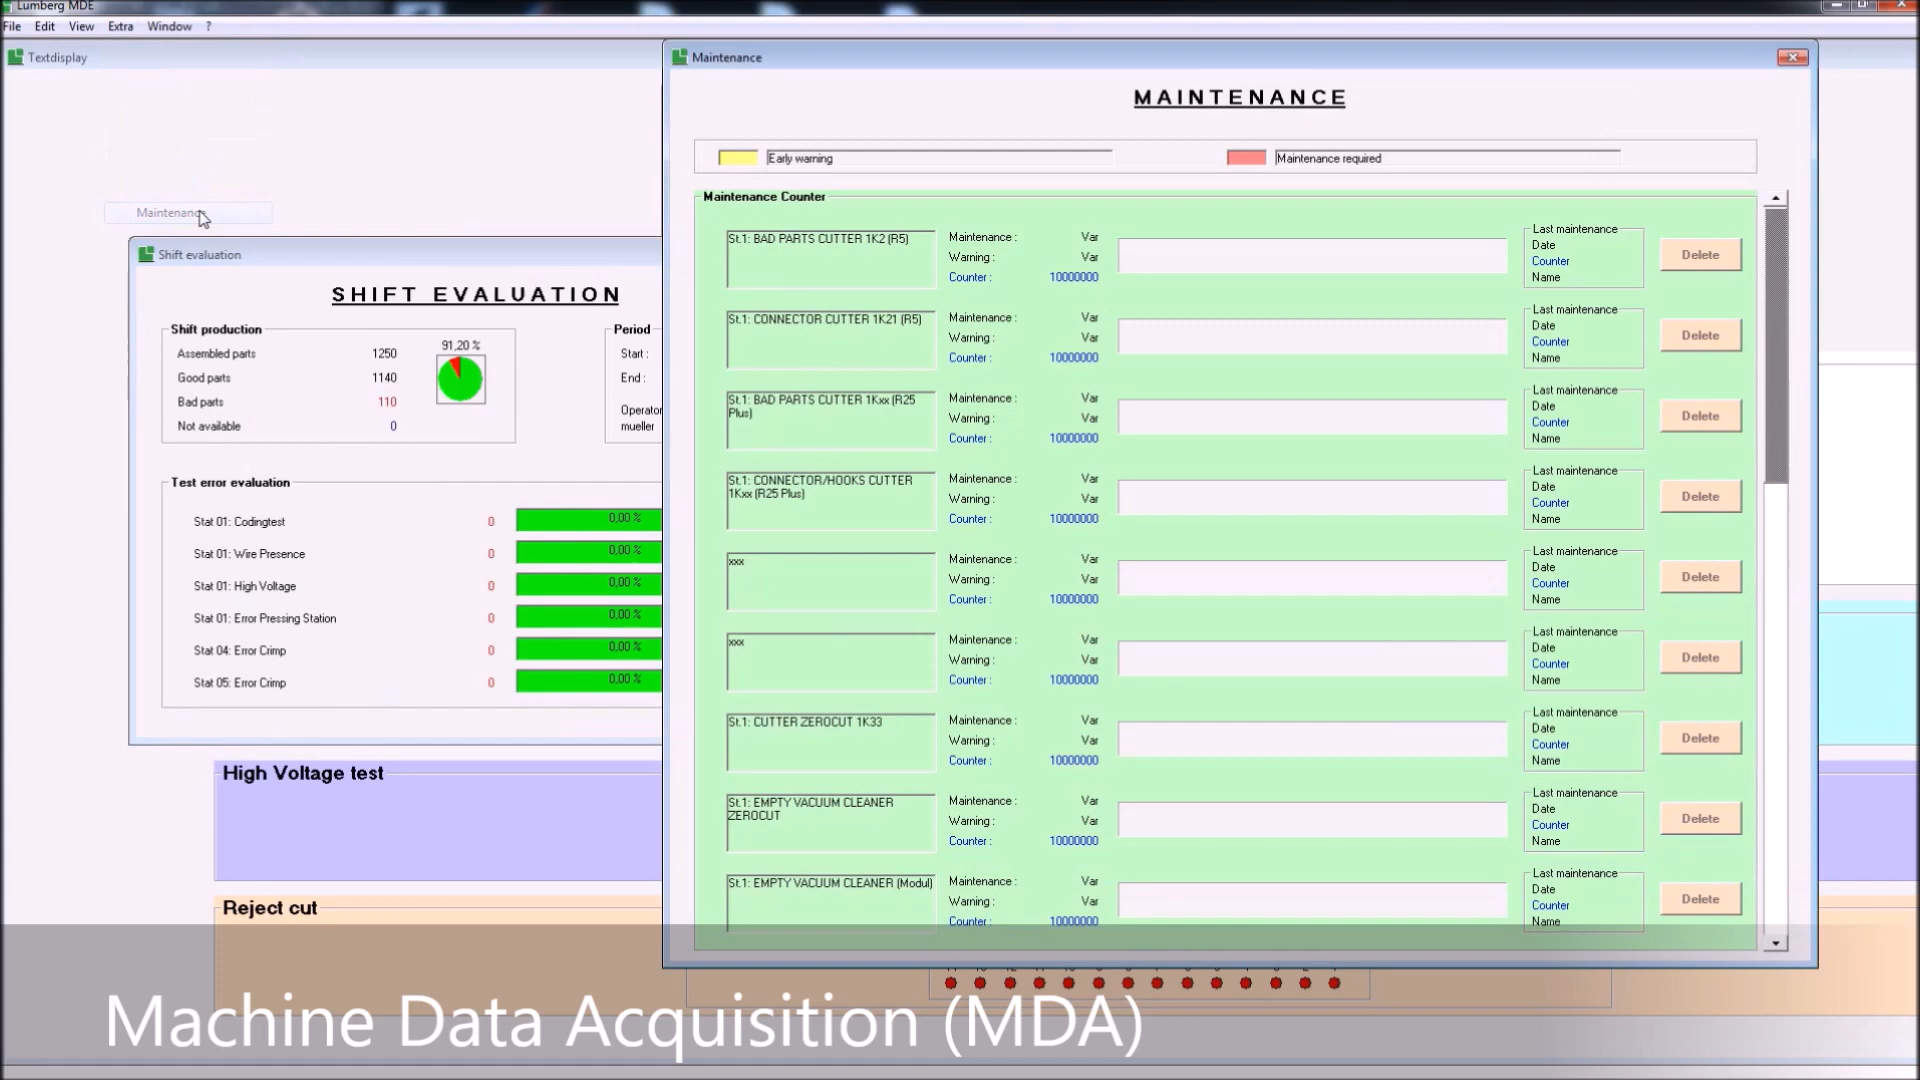 Lumberg MDE
File Edit View Extra Window ?
Textdisplay
Maintenance
Shift evaluation
SHIFT EVALUATION
Shift production
Assembled parts 1250
Good parts 1140
Bad parts 110
Not available 0
91,20 %
Period
Start :
End :
Operator
mueller
Test error evaluation
Stat 01: Codingtest 0 0,00 %
Stat 01: Wire Presence 0 0,00 %
Stat 01: High Voltage 0 0,00 %
Stat 01: Error Pressing Station 0 0,00 %
Stat 04: Error Crimp 0 0,00 %
Stat 05: Error Crimp 0 0,00 %
High Voltage test
Reject cut
Maintenance
MAINTENANCE
Early warning
Maintenance required
Maintenance Counter
St.1: BAD PARTS CUTTER 1K2 (R5)
Maintenance : Var
Warning : Var
Counter : 10000000
Last maintenance
Date
Counter
Name
Delete
St.1: CONNECTOR CUTTER 1K21 (R5)
Maintenance : Var
Warning : Var
Counter : 10000000
Last maintenance
Date
Counter
Name
Delete
St.1: BAD PARTS CUTTER 1Kxx (R25
Plus)
Maintenance : Var
Warning : Var
Counter : 10000000
Last maintenance
Date
Counter
Name
Delete
St.1: CONNECTOR/HOOKS CUTTER
1Kxx (R25 Plus)
Maintenance : Var
Warning : Var
Counter : 10000000
Last maintenance
Date
Counter
Name
Delete
xxx
Maintenance : Var
Warning : Var
Counter : 10000000
Last maintenance
Date
Counter
Name
Delete
xxx
Maintenance : Var
Warning : Var
Counter : 10000000
Last maintenance
Date
Counter
Name
Delete
St.1: CUTTER ZEROCUT 1K33
Maintenance : Var
Warning : Var
Counter : 10000000
Last maintenance
Date
Counter
Name
Delete
St.1: EMPTY VACUUM CLEANER
ZEROCUT
Maintenance : Var
Warning : Var
Counter : 10000000
Last maintenance
Date
Counter
Name
Delete
St.1: EMPTY VACUUM CLEANER (Modul)
Maintenance : Var
Warning : Var
Counter : 10000000
Last maintenance
Date
Counter
Name
Delete
Machine Data Acquisition (MDA)